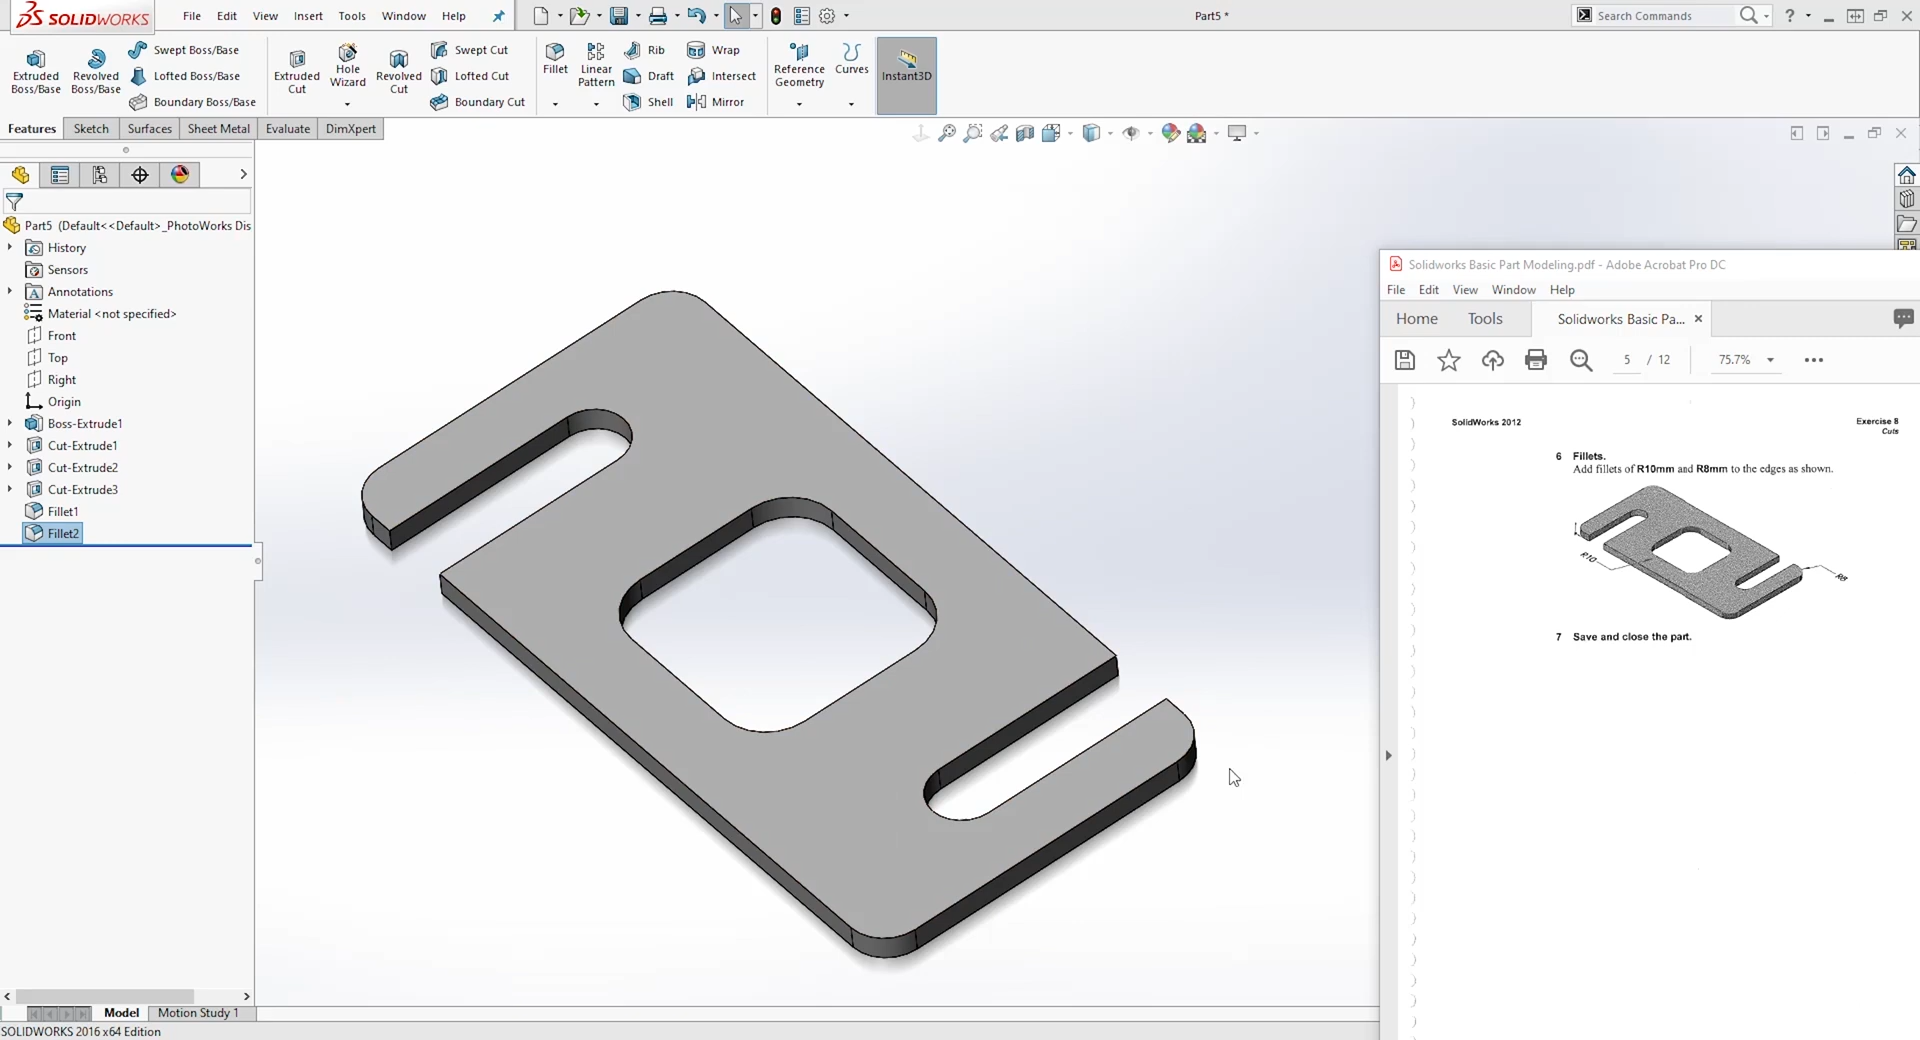 SOLIDWORKS File Edit View Insert Tools Window Help Part5 * Search Commands ?
Extruded Boss/Base
Revolved Boss/Base
Swept Boss/Base
Lofted Boss/Base
Boundary Boss/Base
Extruded Cut
Hole Wizard
Revolved Cut
Swept Cut
Lofted Cut
Boundary Cut
Fillet
Linear Pattern
Rib
Draft
Shell
Wrap
Intersect
Mirror
Reference Geometry
Curves
Instant3D
Features Sketch Surfaces Sheet Metal Evaluate DimXpert
Part5 (Default<<Default>_PhotoWorks Dis
History
Sensors
Annotations
Material <not specified>
Front
Top
Right
Origin
Boss-Extrude1
Cut-Extrude1
Cut-Extrude2
Cut-Extrude3
Fillet1
Fillet2
Model Motion Study 1
SOLIDWORKS 2016 x64 Edition
Solidworks Basic Part Modeling.pdf - Adobe Acrobat Pro DC
File Edit View Window Help
Home Tools Solidworks Basic Pa... ×
5 / 12 75.7%
SolidWorks 2012 Exercise 8
Cuts
6 Fillets.
Add fillets of R10mm and R8mm to the edges as shown.
R10
R8
7 Save and close the part.